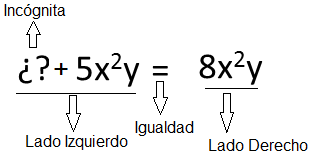 Incógnita
¿?+ 5x²y = 8x²y
Igualdad
Lado Izquierdo
Lado Derecho